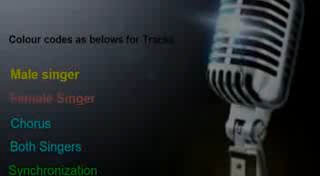 Colour codes as belows for Tracks
Male singer
Female Singer
Chorus
Both Singers
Synchronization